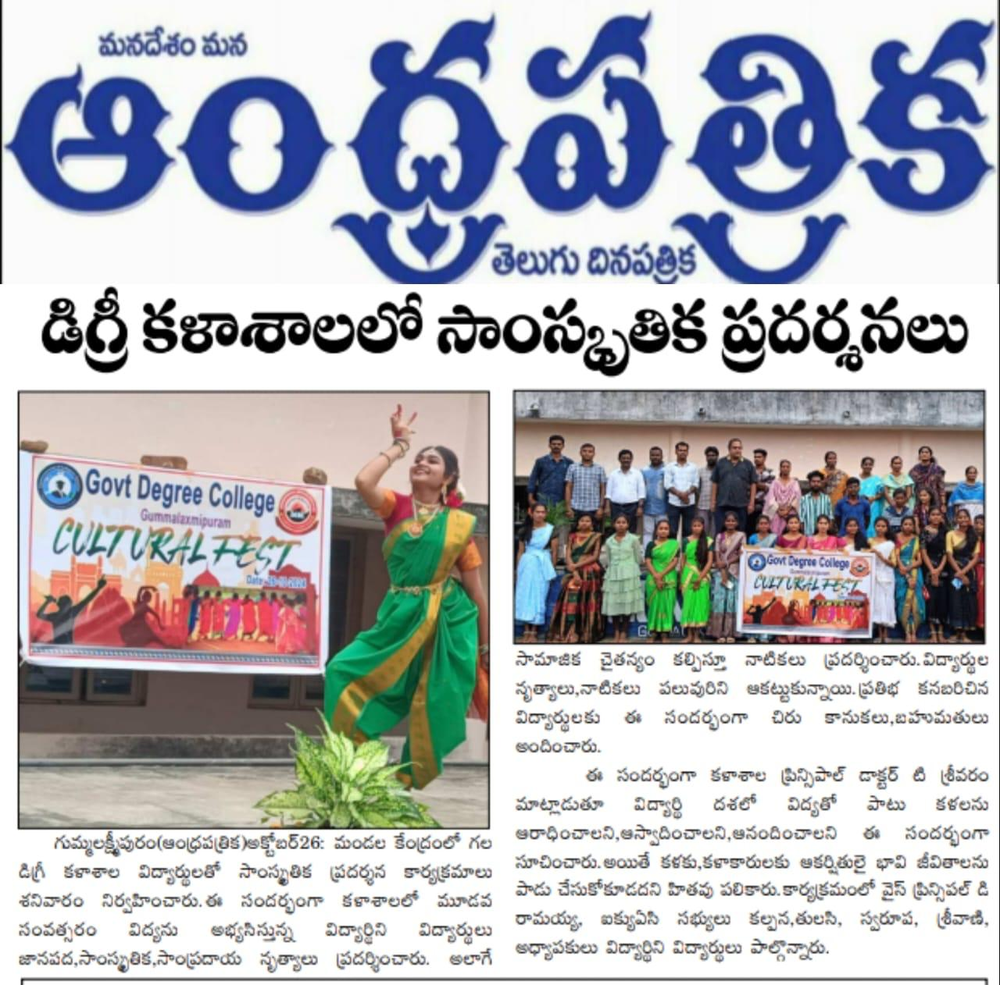 మనదేశం మన
ఆంధ్రపత్రిక
తెలుగు దినపత్రిక
డిగ్రీ కళాశాలలో సాంస్కృతిక ప్రదర్శనలు
Govt Degree College
Gummalaxmipuram
CULTURAL FEST
గుమ్మలక్ష్మీపురం(ఆంధ్రపత్రిక)అక్టోబర్26: మండల కేంద్రంలో గల
డిగ్రీ కళాశాల విద్యార్థులతో సాంస్కృతిక ప్రదర్శన కార్యక్రమాలు
శనివారం నిర్వహించారు.ఈ సందర్భంగా కళాశాలలో మూడవ
సంవత్సరం విద్యను అభ్యసిస్తున్న విద్యార్థిని విద్యార్థులు
జానపద,సాంస్కృతిక,సాంప్రదాయ నృత్యాలు ప్రదర్శించారు. అలాగే
Govt Degree College
Gummalaxmipuram
CULTURAL FEST
సామాజిక చైతన్యం కల్పిస్తూ నాటికలు ప్రదర్శించారు.విద్యార్థుల
నృత్యాలు,నాటికలు పలువురిని ఆకట్టుకున్నాయి.ప్రతిభ కనబరిచిన
విద్యార్థులకు ఈ సందర్భంగా చిరు కానుకలు,బహుమతులు
అందించారు.
ఈ సందర్భంగా కళాశాల ప్రిన్సిపాల్ డాక్టర్ టి శ్రీవరం
మాట్లాడుతూ విద్యార్థి దశలో విద్యతో పాటు కళలను
ఆరాధించాలని,ఆస్వాదించాలని,ఆనందించాలని ఈ సందర్భంగా
సూచించారు.అయితే కళకు,కళాకారులకు ఆకర్షితులై భావి జీవితాలను
పాడు చేసుకోకూడదని హితవు పలికారు.కార్యక్రమంలో వైస్ ప్రిన్సిపల్ డి
రామయ్య, ఐక్యుఏసి సభ్యులు కల్పన,తులసి, స్వరూప, శ్రీవాణి,
అధ్యాపకులు విద్యార్థిని విద్యార్థులు పాల్గొన్నారు.